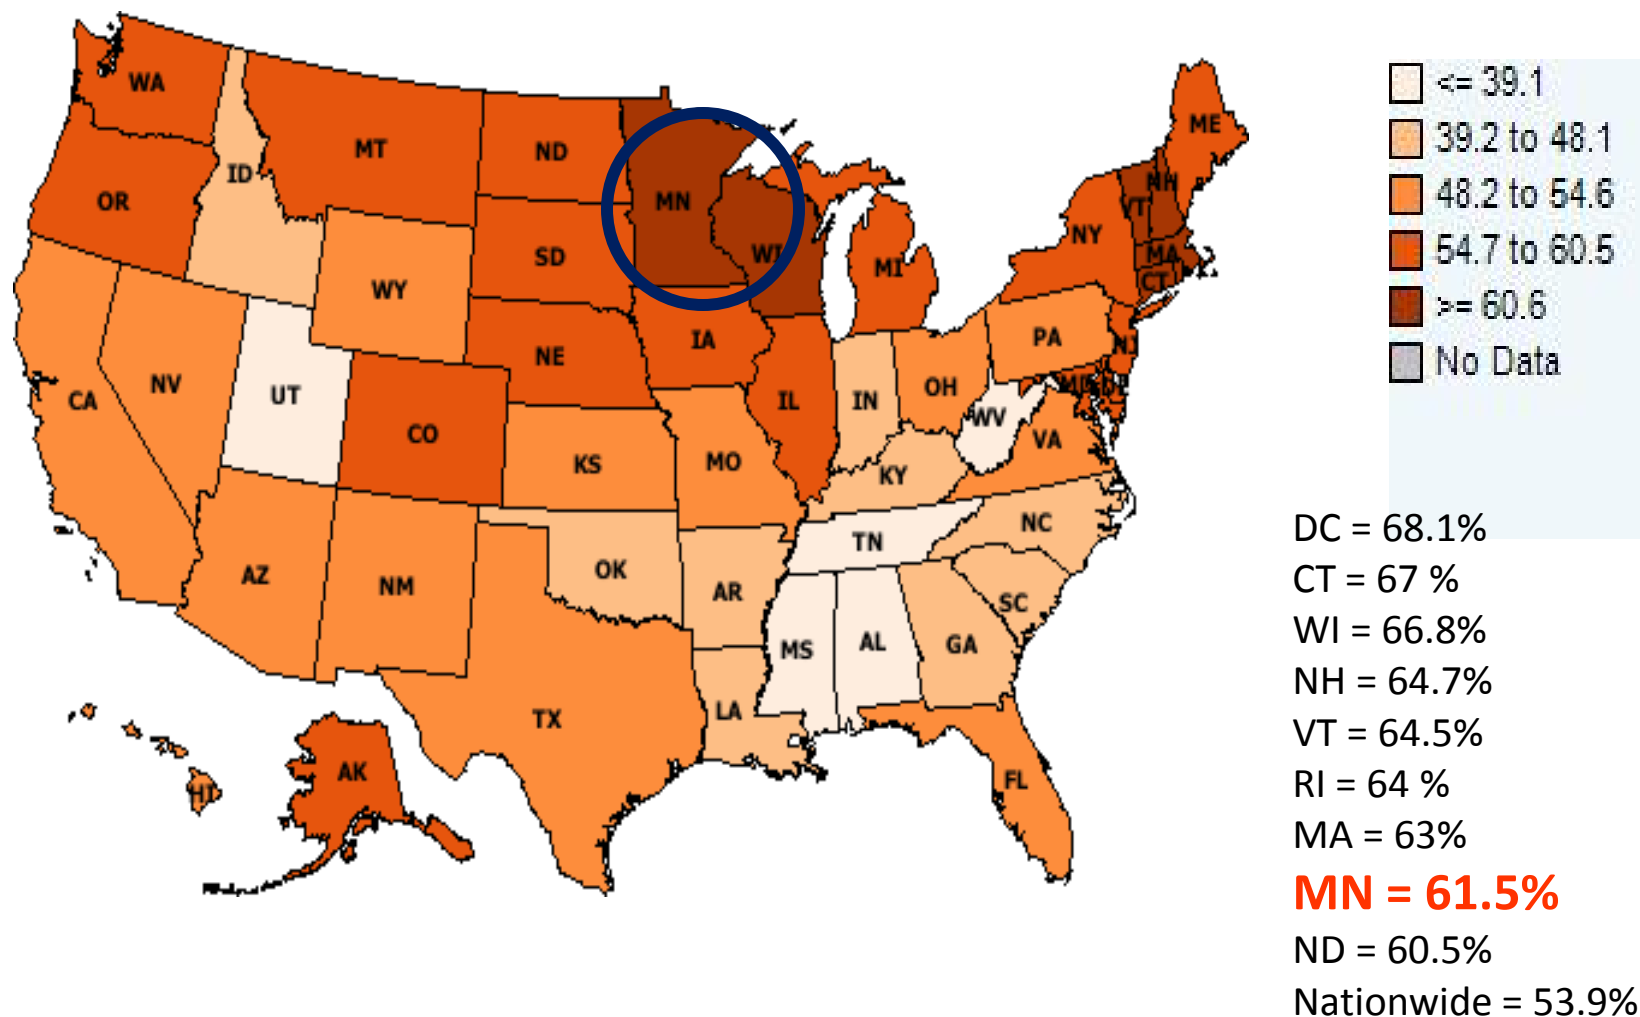 WA
MT
ND
MN
ME
ID
OR
SD
WI
MI
NY
VT
NH
MA
CT
WY
NE
IA
PA
NJ
NV
UT
CA
CO
IL
IN
OH
WV
VA
KS
MO
KY
AZ
NM
OK
AR
TN
NC
SC
MS
AL
GA
LA
TX
FL
AK
HI
<= 39.1
39.2 to 48.1
48.2 to 54.6
54.7 to 60.5
>= 60.6
No Data
DC = 68.1%
CT = 67 %
WI = 66.8%
NH = 64.7%
VT = 64.5%
RI = 64 %
MA = 63%
MN = 61.5%
ND = 60.5%
Nationwide = 53.9%